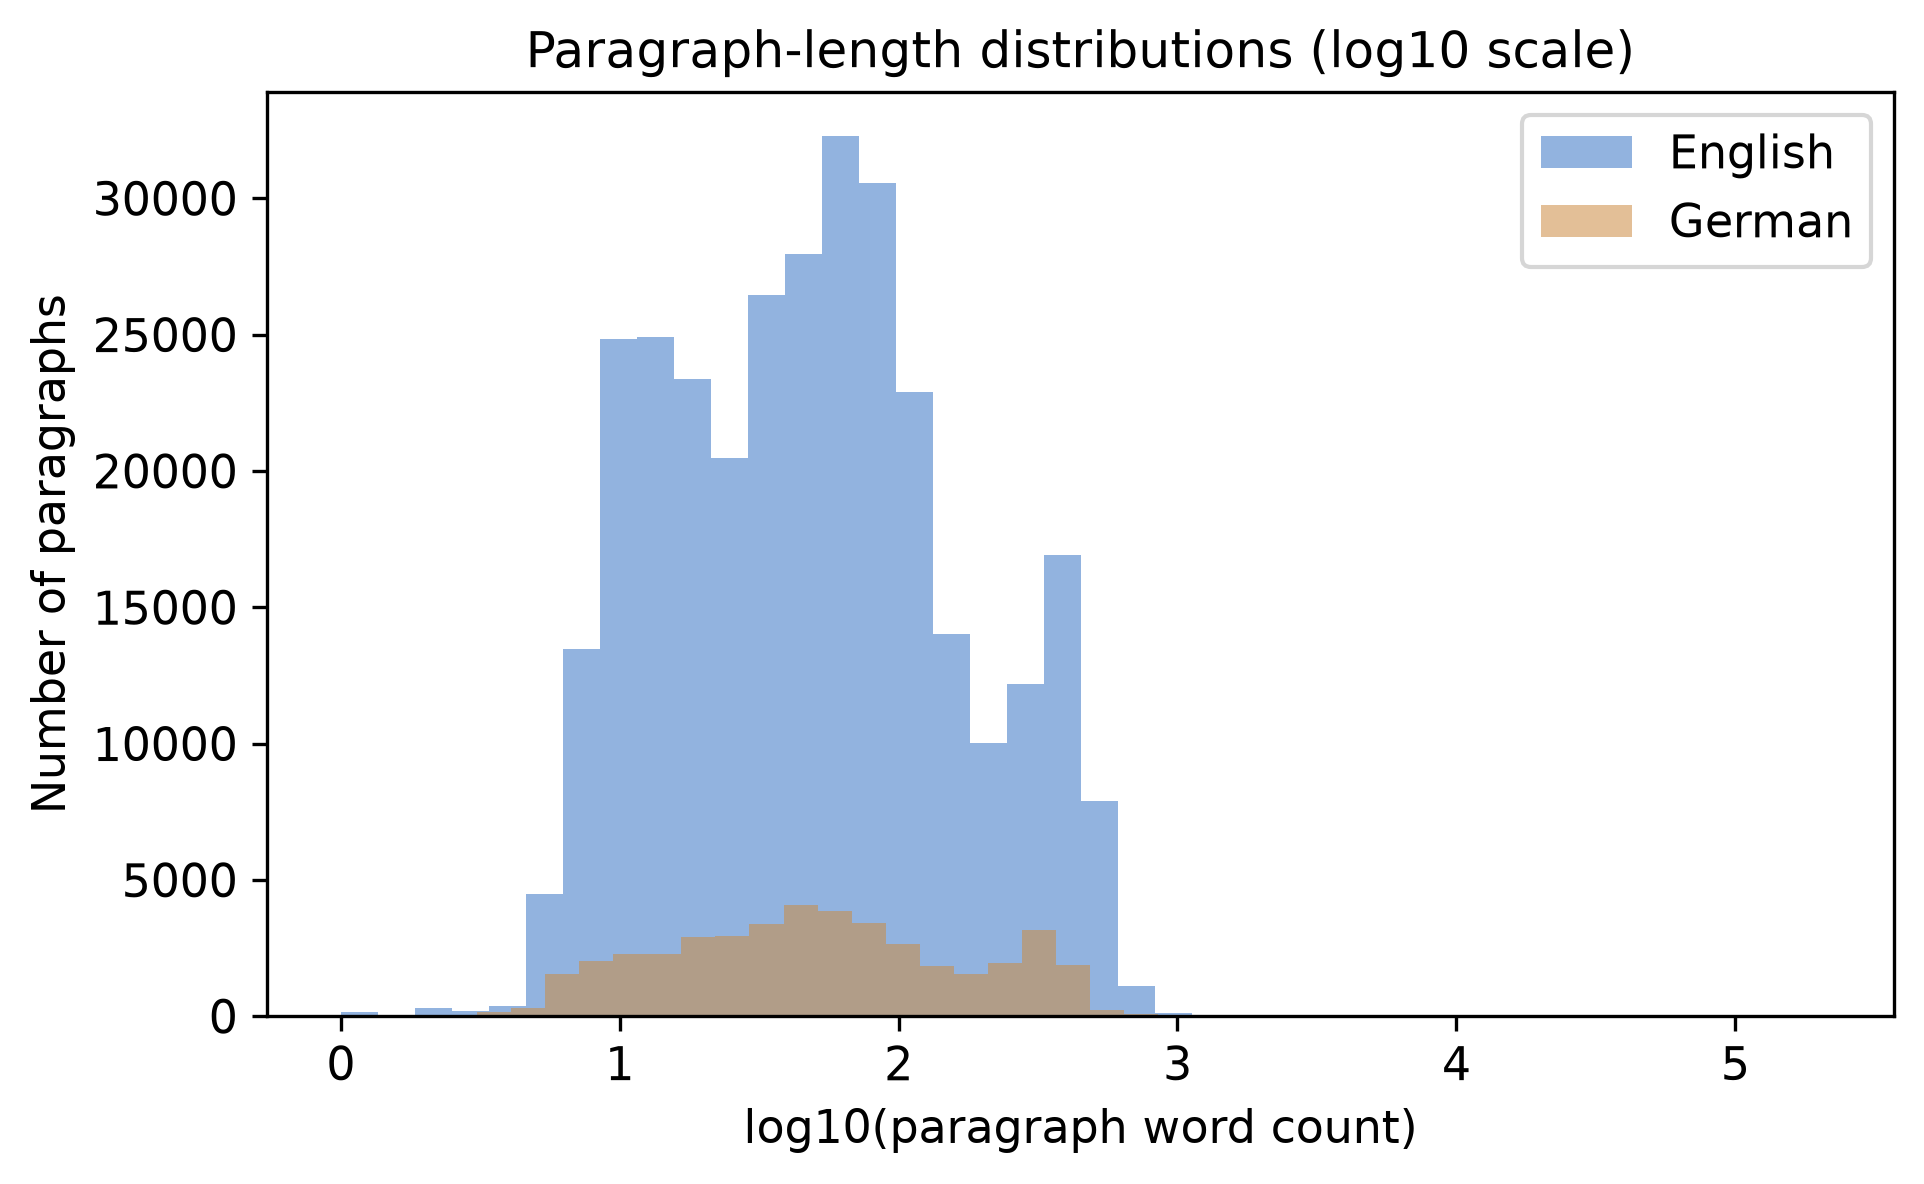 Paragraph-length distributions (log10 scale)
English
German
Number of paragraphs
30000
25000
20000
15000
10000
5000
0
0 1 2 3 4 5
log10(paragraph word count)